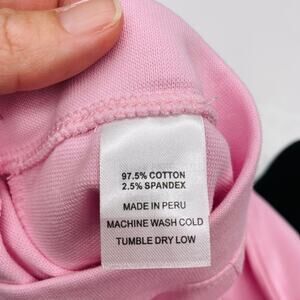 97.5% COTTON
2.5% SPANDEX
MADE IN PERU
MACHINE WASH COLD
TUMBLE DRY LOW